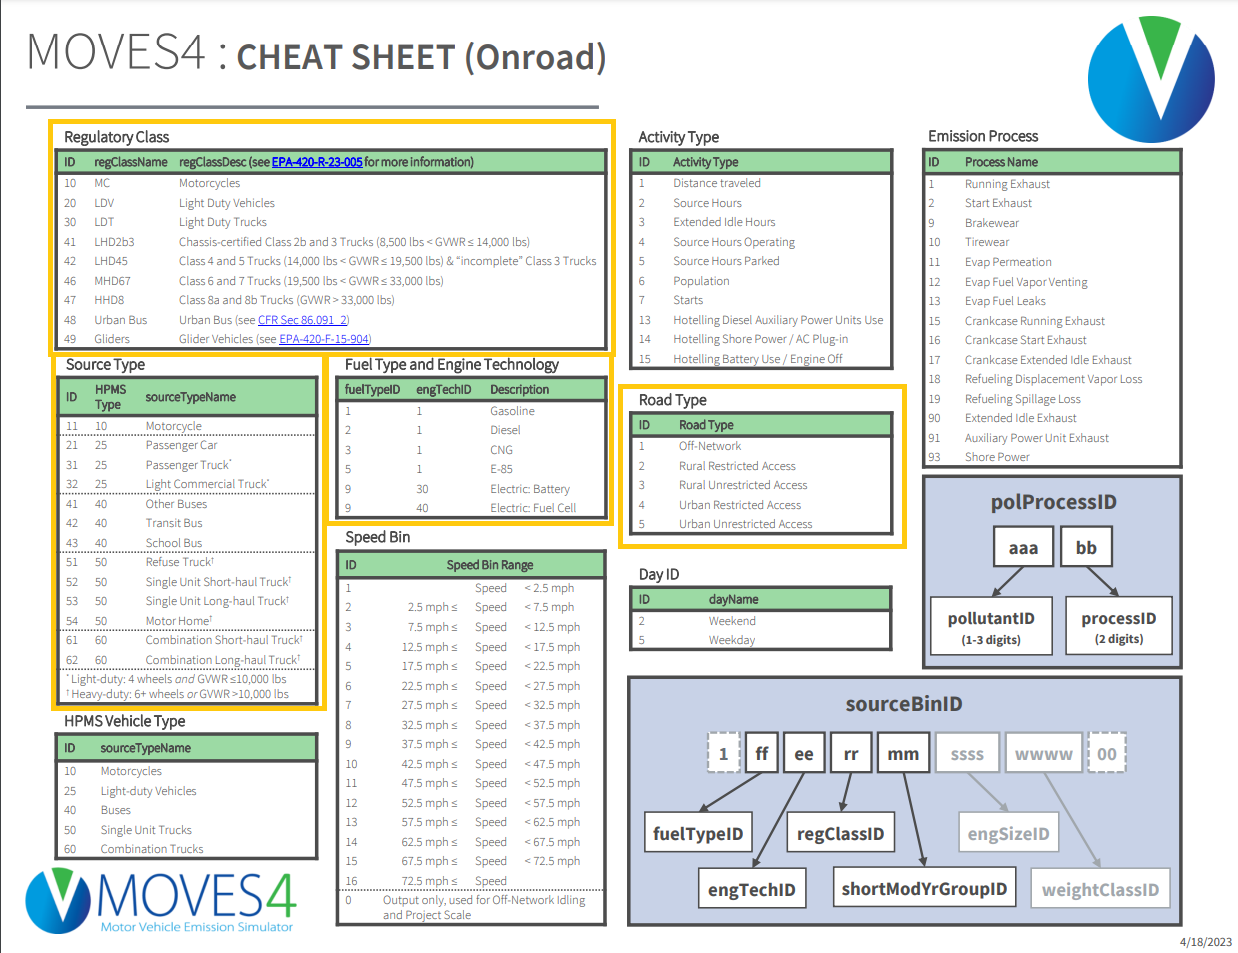 MOVES4 : CHEAT SHEET (Onroad)
Regulatory Class
ID regClassName regClassDesc (see EPA-420-R-23-005 for more information)
10 MC Motorcycles
20 LDV Light Duty Vehicles
30 LDT Light Duty Trucks
41 LHD2b3 Chassis-certified Class 2b and 3 Trucks (8,500 lbs < GVWR ≤ 14,000 lbs)
42 LHD45 Class 4 and 5 Trucks (14,000 lbs < GVWR ≤ 19,500 lbs) & “incomplete” Class 3 Trucks
46 MHD67 Class 6 and 7 Trucks (19,500 lbs < GVWR ≤ 33,000 lbs)
47 HHD8 Class 8a and 8b Trucks (GVWR > 33,000 lbs)
48 Urban Bus Urban Bus (see CFR Sec 86.091_2)
49 Gliders Glider Vehicles (see EPA-420-F-15-904)
Source Type
ID HPMS Type sourceTypeName
11 10 Motorcycle
21 25 Passenger Car
31 25 Passenger Truck*
32 25 Light Commercial Truck*
41 40 Other Buses
42 40 Transit Bus
43 40 School Bus
51 50 Refuse Truck†
52 50 Single Unit Short-haul Truck†
53 50 Single Unit Long-haul Truck†
54 50 Motor Home†
61 60 Combination Short-haul Truck†
62 60 Combination Long-haul Truck†
* Light-duty: 4 wheels and GVWR ≤10,000 lbs
† Heavy-duty: 6+ wheels or GVWR >10,000 lbs
HPMS Vehicle Type
ID sourceTypeName
10 Motorcycles
25 Light-duty Vehicles
40 Buses
50 Single Unit Trucks
60 Combination Trucks
MOVES4
Motor Vehicle Emission Simulator
Fuel Type and Engine Technology
fuelTypeID engTechID Description
1 1 Gasoline
2 1 Diesel
3 1 CNG
5 1 E-85
9 30 Electric: Battery
9 40 Electric: Fuel Cell
Speed Bin
ID Speed Bin Range
1 Speed < 2.5 mph
2 2.5 mph ≤ Speed < 7.5 mph
3 7.5 mph ≤ Speed < 12.5 mph
4 12.5 mph ≤ Speed < 17.5 mph
5 17.5 mph ≤ Speed < 22.5 mph
6 22.5 mph ≤ Speed < 27.5 mph
7 27.5 mph ≤ Speed < 32.5 mph
8 32.5 mph ≤ Speed < 37.5 mph
9 37.5 mph ≤ Speed < 42.5 mph
10 42.5 mph ≤ Speed < 47.5 mph
11 47.5 mph ≤ Speed < 52.5 mph
12 52.5 mph ≤ Speed < 57.5 mph
13 57.5 mph ≤ Speed < 62.5 mph
14 62.5 mph ≤ Speed < 67.5 mph
15 67.5 mph ≤ Speed < 72.5 mph
16 72.5 mph ≤ Speed
0 Output only, used for Off-Network Idling
and Project Scale
Activity Type
ID Activity Type
1 Distance traveled
2 Source Hours
3 Extended Idle Hours
4 Source Hours Operating
5 Source Hours Parked
6 Population
7 Starts
13 Hotelling Diesel Auxiliary Power Units Use
14 Hotelling Shore Power / AC Plug-in
15 Hotelling Battery Use / Engine Off
Road Type
ID Road Type
1 Off-Network
2 Rural Restricted Access
3 Rural Unrestricted Access
4 Urban Restricted Access
5 Urban Unrestricted Access
Day ID
ID dayName
2 Weekend
5 Weekday
Emission Process
ID Process Name
1 Running Exhaust
2 Start Exhaust
9 Brakewear
10 Tirewear
11 Evap Permeation
12 Evap Fuel Vapor Venting
13 Evap Fuel Leaks
15 Crankcase Running Exhaust
16 Crankcase Start Exhaust
17 Crankcase Extended Idle Exhaust
18 Refueling Displacement Vapor Loss
19 Refueling Spillage Loss
90 Extended Idle Exhaust
91 Auxiliary Power Unit Exhaust
93 Shore Power
polProcessID
aaa bb
pollutantID processID
(1-3 digits) (2 digits)
sourceBinID
1 ff ee rr mm ssss wwww 00
fuelTypeID regClassID engSizeID
engTechID shortModYrGroupID weightClassID
4/18/2023